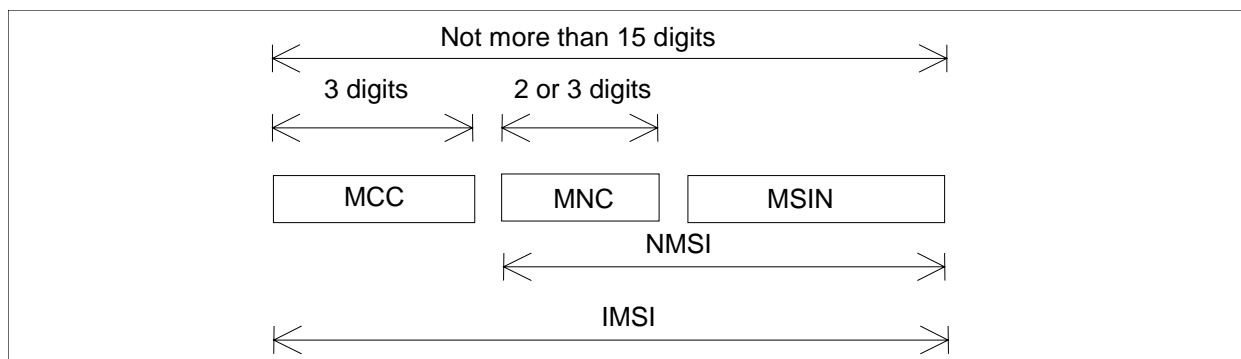 Not more than 15 digits
3 digits
2 or 3 digits
MCC
MNC
MSIN
NMSI
IMSI